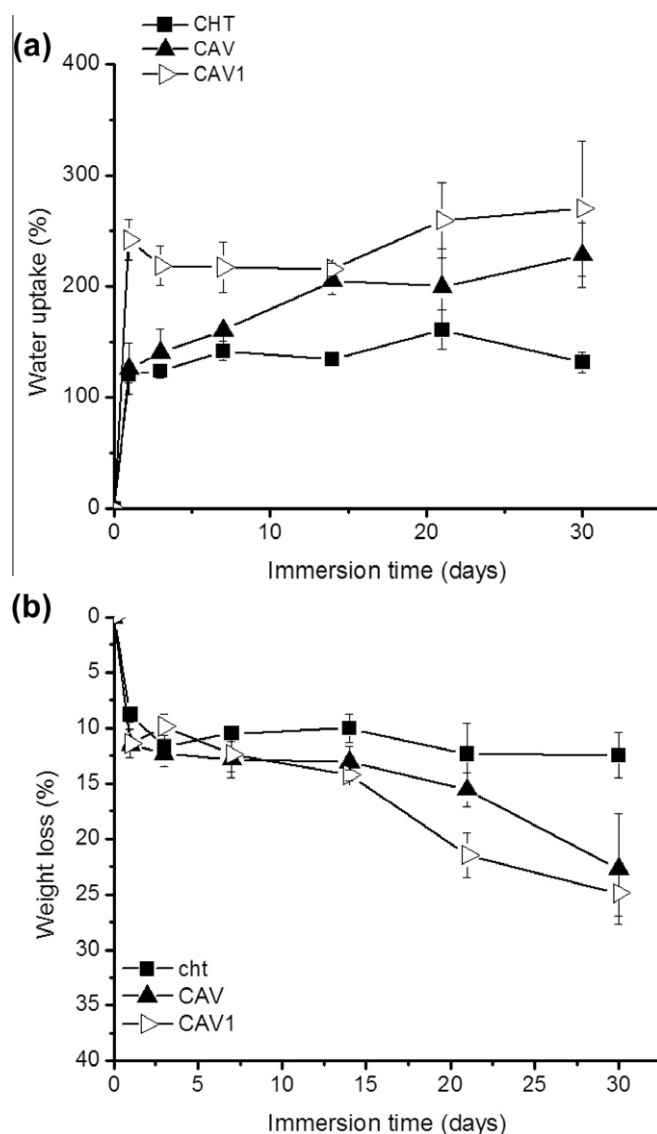 (a)
CHT
CAV
CAV1
400
300
200
100
0
Water uptake (%)
0 10 20 30
Immersion time (days)
(b)
0
5
10
15
20
25
30
35
40
Weight loss (%)
cht
CAV
CAV1
0 5 10 15 20 25 30
Immersion time (days)